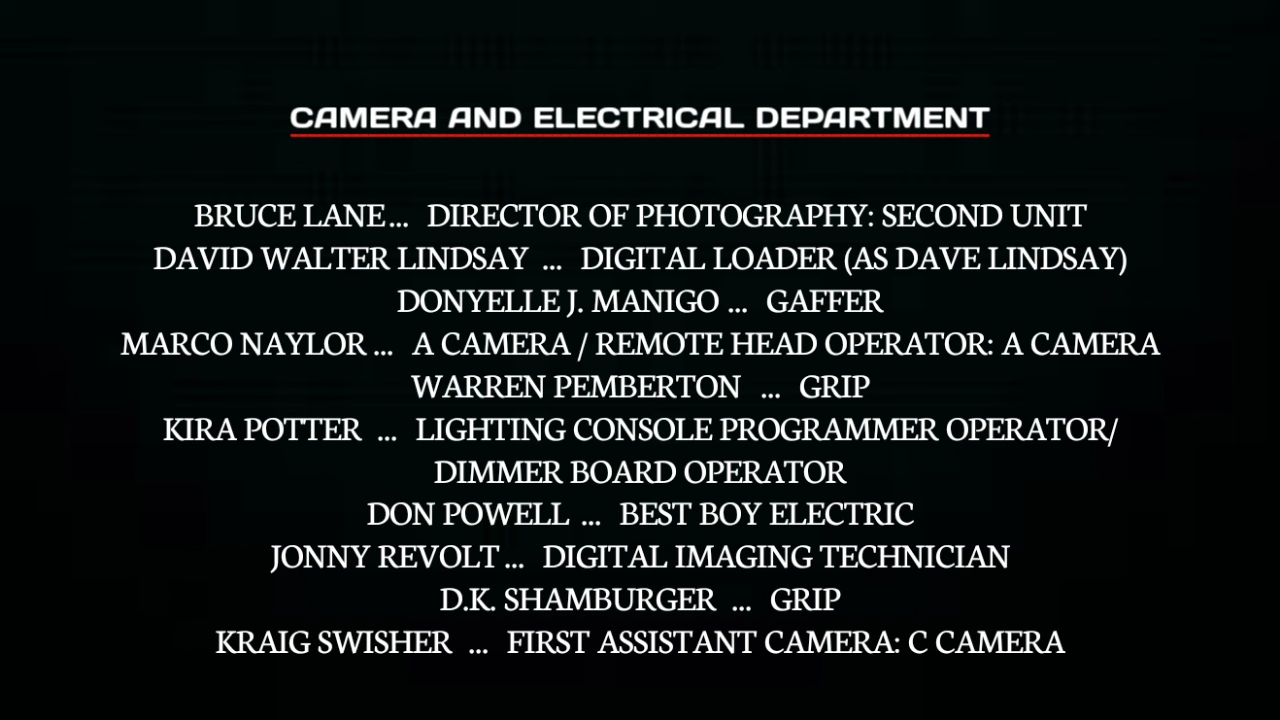 CAMERA AND ELECTRICAL DEPARTMENT
BRUCE LANE... DIRECTOR OF PHOTOGRAPHY: SECOND UNIT
DAVID WALTER LINDSAY ... DIGITAL LOADER (AS DAVE LINDSAY)
DONYELLE J. MANIGO ... GAFFER
MARCO NAYLOR ... A CAMERA / REMOTE HEAD OPERATOR: A CAMERA
WARREN PEMBERTON ... GRIP
KIRA POTTER ... LIGHTING CONSOLE PROGRAMMER OPERATOR/
DIMMER BOARD OPERATOR
DON POWELL ... BEST BOY ELECTRIC
JONNY REVOLT ... DIGITAL IMAGING TECHNICIAN
D.K. SHAMBURGER ... GRIP
KRAIG SWISHER ... FIRST ASSISTANT CAMERA: C CAMERA